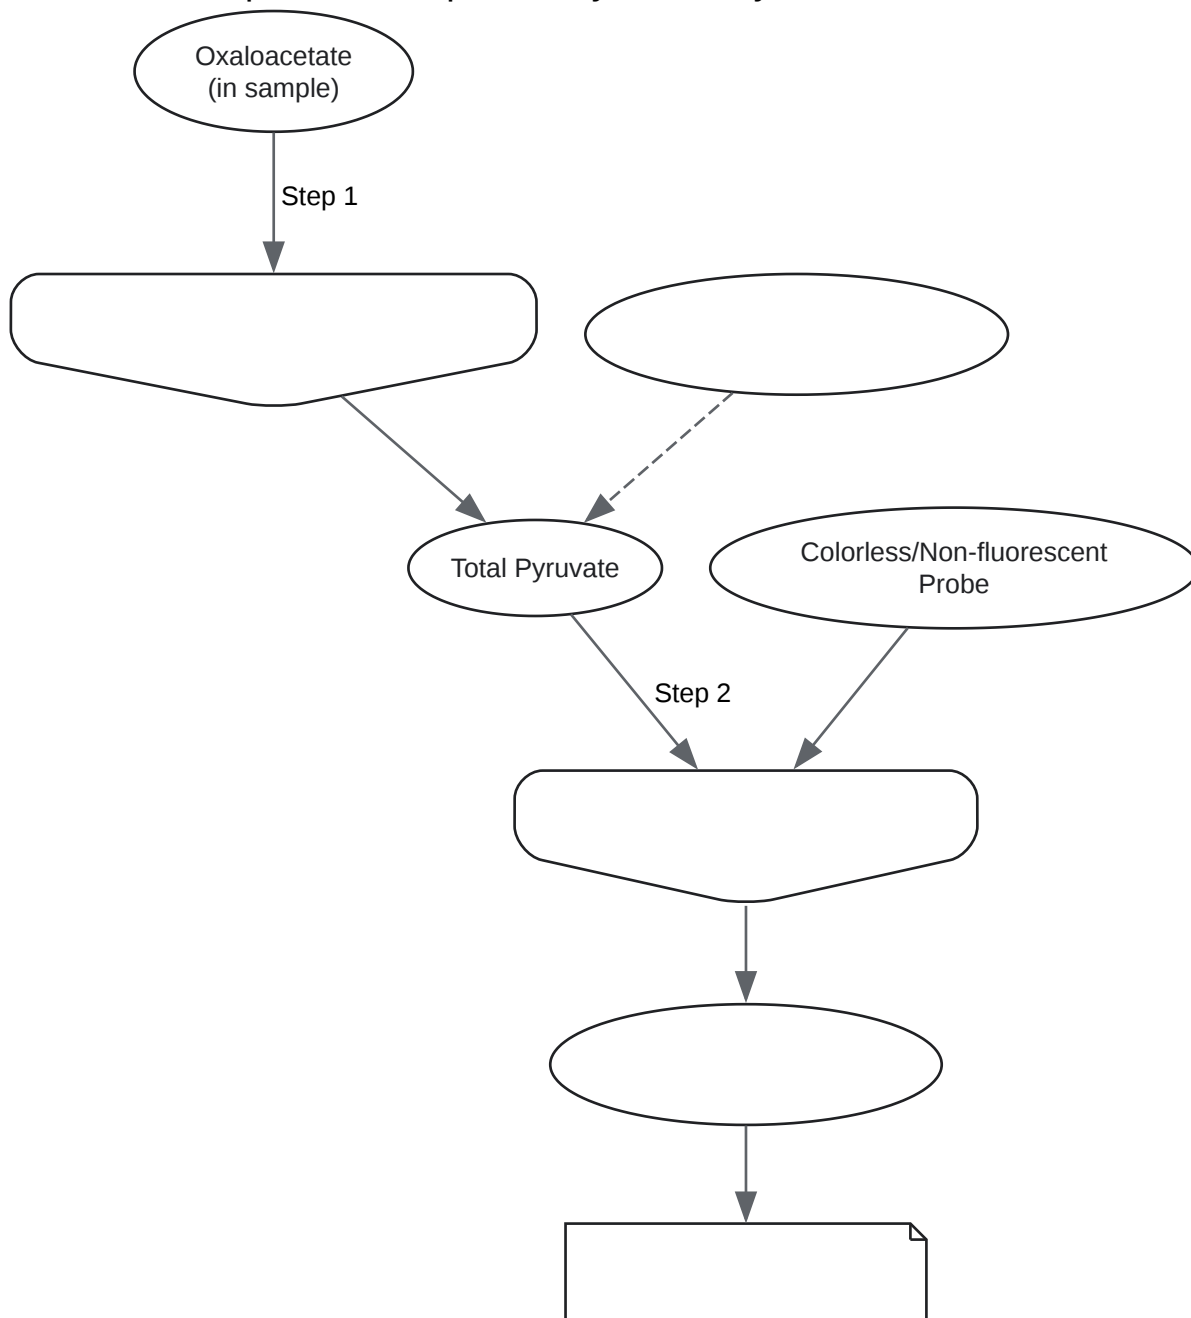 Oxaloacetate
(in sample)
Step 1
Total Pyruvate
Colorless/Non-fluorescent
Probe
Step 2